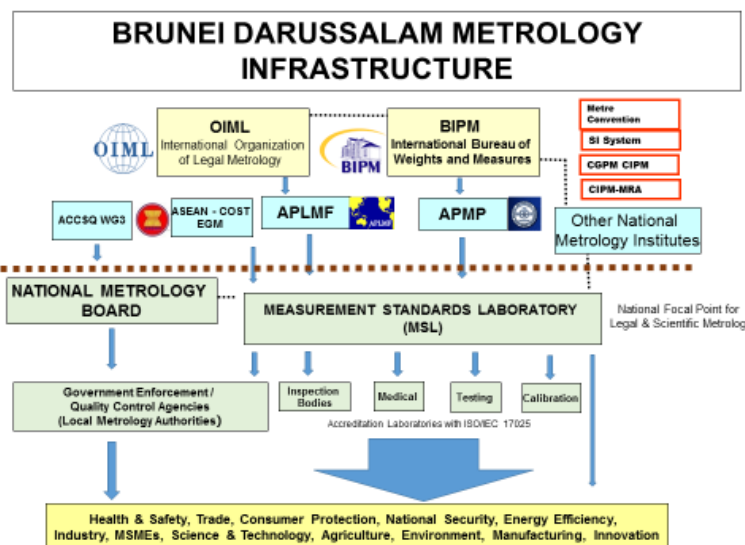 BRUNEI DARUSSALAM METROLOGY
INFRASTRUCTURE
OIML
OIML
International Organization
of Legal Metrology
BIPM
BIPM
International Bureau of
Weights and Measures
Metre
Convention
SI System
CGPM CIPM
CIPM-MRA
ACCSQ WG3
ASEAN - COST
EGM
APLMF
APLMF
APMP
Other National
Metrology Institutes
NATIONAL METROLOGY
BOARD
MEASUREMENT STANDARDS LABORATORY
(MSL)
National Focal Point for
Legal & Scientific Metrolog
Government Enforcement /
Quality Control Agencies
(Local Metrology Authorities)
Inspection
Bodies
Medical
Testing
Calibration
Accreditation Laboratories with ISO/IEC 17025
Health & Safety, Trade, Consumer Protection, National Security, Energy Efficiency,
Industry, MSMEs, Science & Technology, Agriculture, Environment, Manufacturing, Innovation